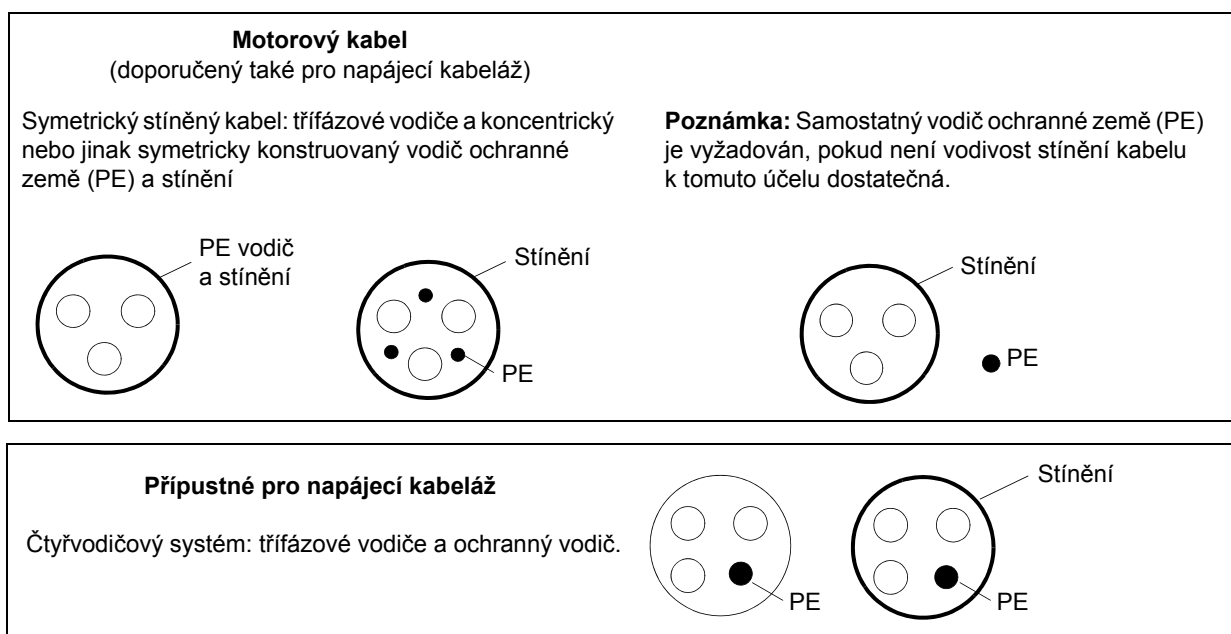 Motorový kabel
(doporučený také pro napájecí kabeláž)
Symetrický stíněný kabel: třífázové vodiče a koncentrický
nebo jinak symetricky konstruovaný vodič ochranné
země (PE) a stínění
Poznámka: Samostatný vodič ochranné země (PE)
je vyžadován, pokud není vodivost stínění kabelu
k tomuto účelu dostatečná.
PE vodič
a stínění
Stínění
PE
Stínění
PE
Přípustné pro napájecí kabeláž
Čtyřvodičový systém: třífázové vodiče a ochranný vodič.
PE
Stínění
PE